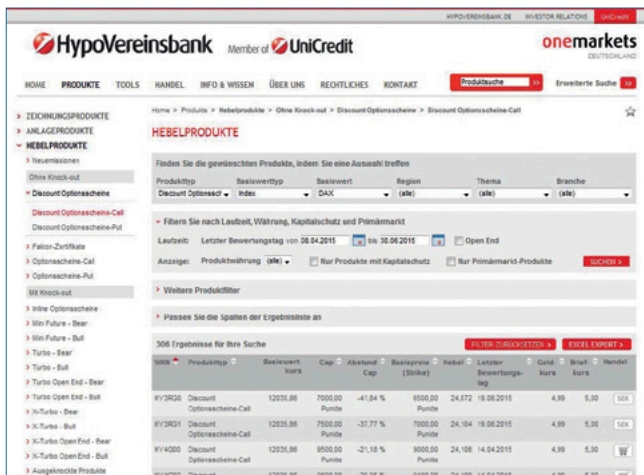 HYPOVEREINSBANK.DE INVESTOR RELATIONS UniCredit
HypoVereinsbank Member of UniCredit
onemarkets
DEUTSCHLAND
HOME PRODUKTE TOOLS HANDEL INFO & WISSEN ÜBER UNS RECHTLICHES KONTAKT Produktsuche >> Erweiterte Suche >>
> ZEICHNUNGSPRODUKTE
> ANLAGEPRODUKTE
HEBELPRODUKTE
> Neuemissionen
Ohne Knock-out
Discount Optionsscheine
Discount Optionsscheine-Call
Discount Optionsscheine-Put
> Faktor-Zertifikate
> Optionsscheine-Call
> Optionsscheine-Put
Mit Knock-out
> Inline Optionsscheine
> Mini Future - Bear
> Mini Future - Bull
> Turbo - Bear
> Turbo - Bull
> Turbo Open End - Bear
> Turbo Open End - Bull
> X-Turbo - Bear
> X-Turbo - Bull
> X-Turbo Open End - Bear
> X-Turbo Open End - Bull
> Ausgeknockte Produkte
Home > Produkte > Hebelprodukte > Ohne Knock-out > Discount Optionsscheine > Discount Optionsscheine-Call
HEBELPRODUKTE
Finden Sie die gewünschten Produkte, indem Sie eine Auswahl treffen
Produkttyp Basiswerttyp Basiswert Region Thema Branche
Discount Optionssch Index DAX (alle) (alle) (alle)
Filtern Sie nach Laufzeit, Währung, Kapitalschutz und Primärmarkt
Laufzeit: Letzter Bewertungstag von 08.04.2015 bis 30.06.2015 Open End
Anzeige: Produktwährung (alle) Nur Produkte mit Kapitalschutz Nur Primärmarkt-Produkte SUCHEN >
> Weitere Produktfilter
> Passen Sie die Spalten der Ergebnisliste an
306 Ergebnisse für Ihre Suche FILTER ZURÜCKSETZEN > EXCEL EXPORT >
WKN Produkttyp Basiswert Cap Abstand Basispreis Hebel Letzter Geld- Brief- Handel
kurs Cap (Strike) Bewertungs- kurs kurs
tag
HY3RG0 Discount 12035,86 7000,00 -41,84 % 6500,00 24,072 19.06.2015 4,99 5,00
Optionsscheine-Call Punkte Punkte
HY3RG1 Discount 12035,86 7500,00 -37,77 % 7000,00 24,104 19.06.2015 4,99 5,00
Optionsscheine-Call Punkte Punkte
HY4G00 Discount 12035,86 9500,00 -21,18 % 9000,00 24,106 14.04.2015 4,99 5,00
Optionsscheine-Call Punkte Punkte